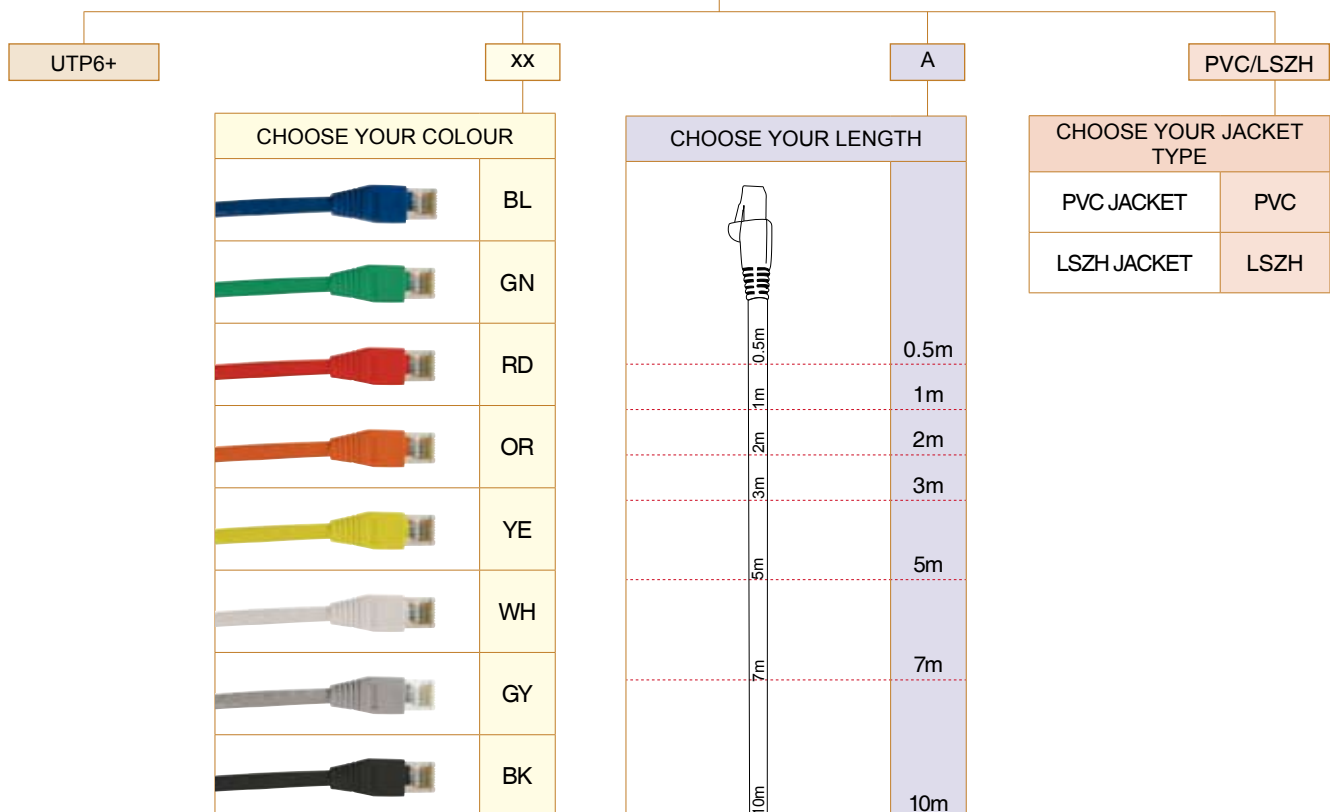 UTP6+
xx
A
PVC/LSZH
CHOOSE YOUR COLOUR
BL
GN
RD
OR
YE
WH
GY
BK
CHOOSE YOUR LENGTH
0.5m 0.5m
1m 1m
2m 2m
3m 3m
5m 5m
7m 7m
10m 10m
CHOOSE YOUR JACKET
TYPE
PVC JACKET PVC
LSZH JACKET LSZH